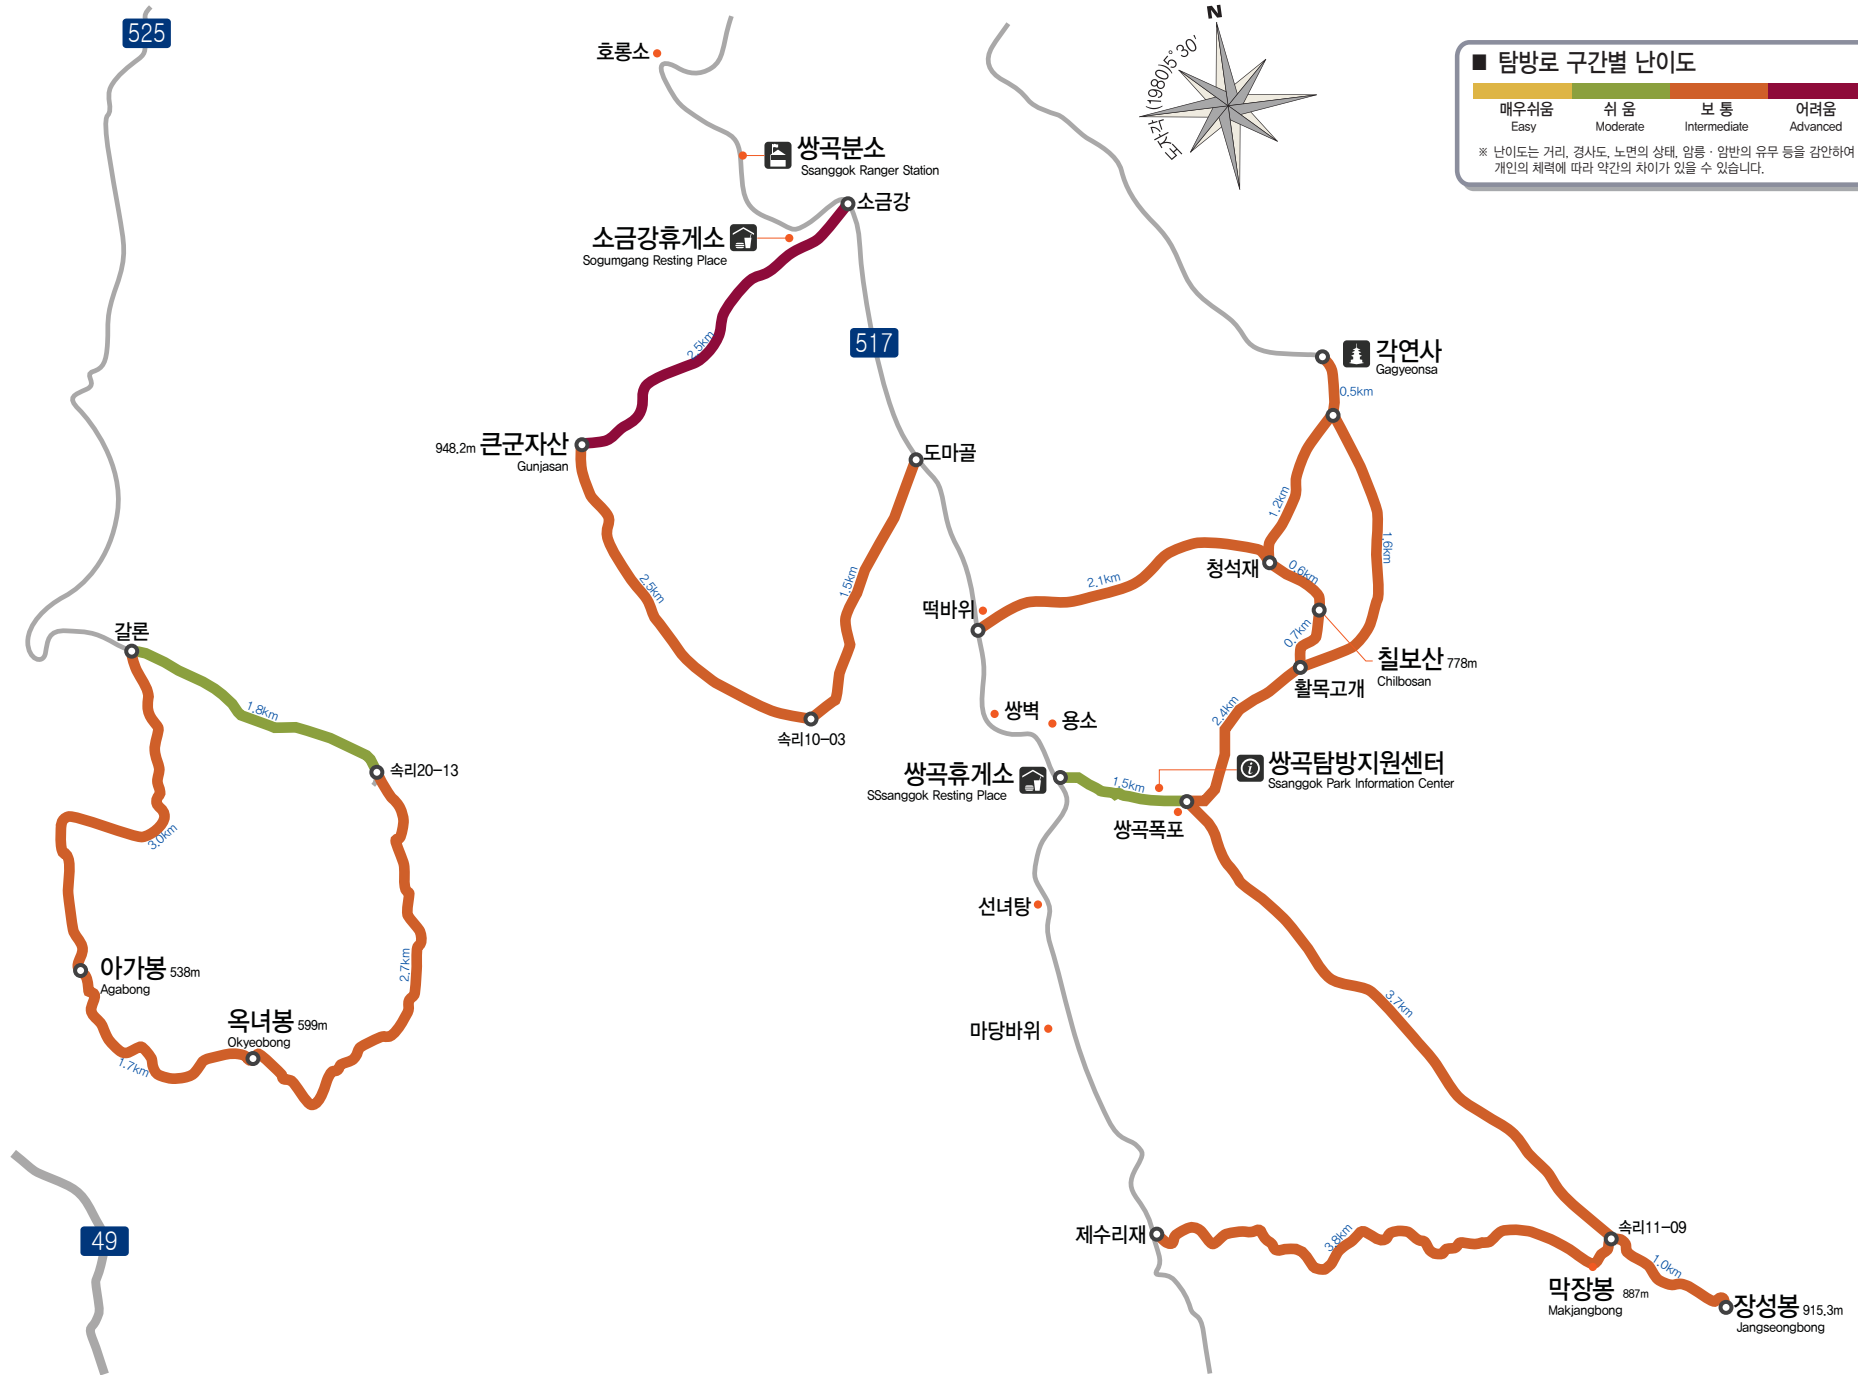 525
호롱소
N
도자각(1980)5°30′
■ 탐방로 구간별 난이도
매우쉬움 쉬 움 보 통 어려움
Easy Moderate Intermediate Advanced
※ 난이도는 거리, 경사도, 노면의 상태, 암릉·암반의 유무 등을 감안하여
개인의 체력에 따라 약간의 차이가 있을 수 있습니다.
쌍곡분소
Ssanggok Ranger Station
소금강
소금강휴게소
Sogumgang Resting Place
2.5km
517
각연사
Gagyeonsa
0.5km
948.2m 큰군자산
Gunjasan
도마골
1.2km
1.6km
청석재
0.6km
2.5km
1.5km
2.1km
떡바위
0.7km
칠보산 778m
Chilbosan
활목고개
갈론
1.8km
속리20-13
속리10-03
쌍벽
용소
2.4km
쌍곡휴게소
SSsanggok Resting Place
1.5km
쌍곡탐방지원센터
Ssanggok Park Information Center
쌍곡폭포
3.0km
선녀탕
아가봉 538m
Agabong
2.7km
옥녀봉 599m
Okyeobong
1.7km
마당바위
3.7km
49
제수리재
3.8km
속리11-09
1.0km
막장봉 887m
Makjangbong
장성봉 915.3m
Jangseongbong